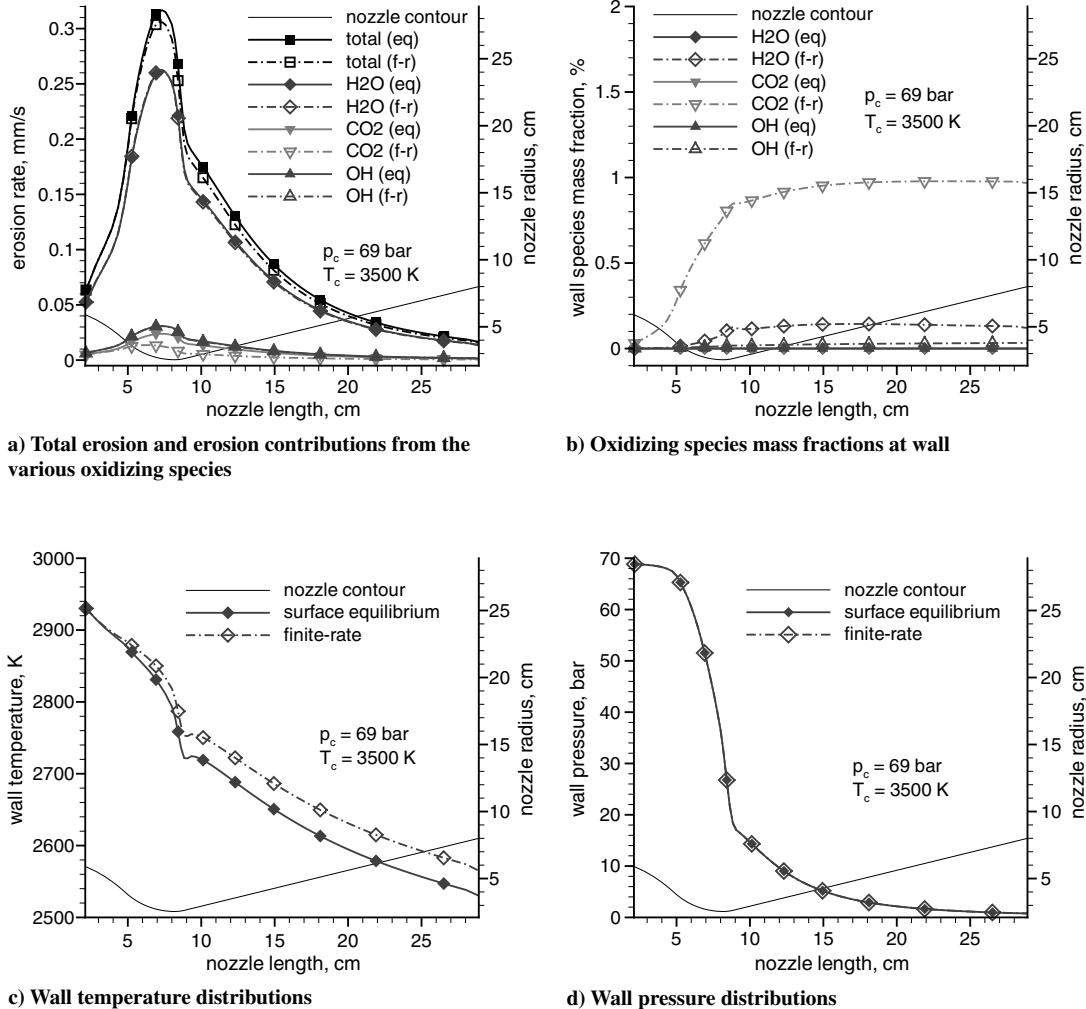 nozzle contour
total (eq)
total (f-r)
H2O (eq)
H2O (f-r)
CO2 (eq)
CO2 (f-r)
OH (eq)
OH (f-r)
p_c = 69 bar
T_c = 3500 K
erosion rate, mm/s
0.3
0.25
0.2
0.15
0.1
0.05
0
nozzle radius, cm
25
20
15
10
5
5 10 15 20 25
nozzle length, cm
a) Total erosion and erosion contributions from the
various oxidizing species
nozzle contour
H2O (eq)
H2O (f-r)
CO2 (eq)
CO2 (f-r)
OH (eq)
OH (f-r)
p_c = 69 bar
T_c = 3500 K
wall species mass fraction, %
2
1.5
1
0.5
0
nozzle radius, cm
25
20
15
10
5
5 10 15 20 25
nozzle length, cm
b) Oxidizing species mass fractions at wall
nozzle contour
surface equilibrium
finite-rate
p_c = 69 bar
T_c = 3500 K
wall temperature, K
3000
2900
2800
2700
2600
2500
nozzle radius, cm
25
20
15
10
5
5 10 15 20 25
nozzle length, cm
c) Wall temperature distributions
nozzle contour
surface equilibrium
finite-rate
p_c = 69 bar
T_c = 3500 K
wall pressure, bar
70
60
50
40
30
20
10
0
nozzle radius, cm
25
20
15
10
5
5 10 15 20 25
nozzle length, cm
d) Wall pressure distributions